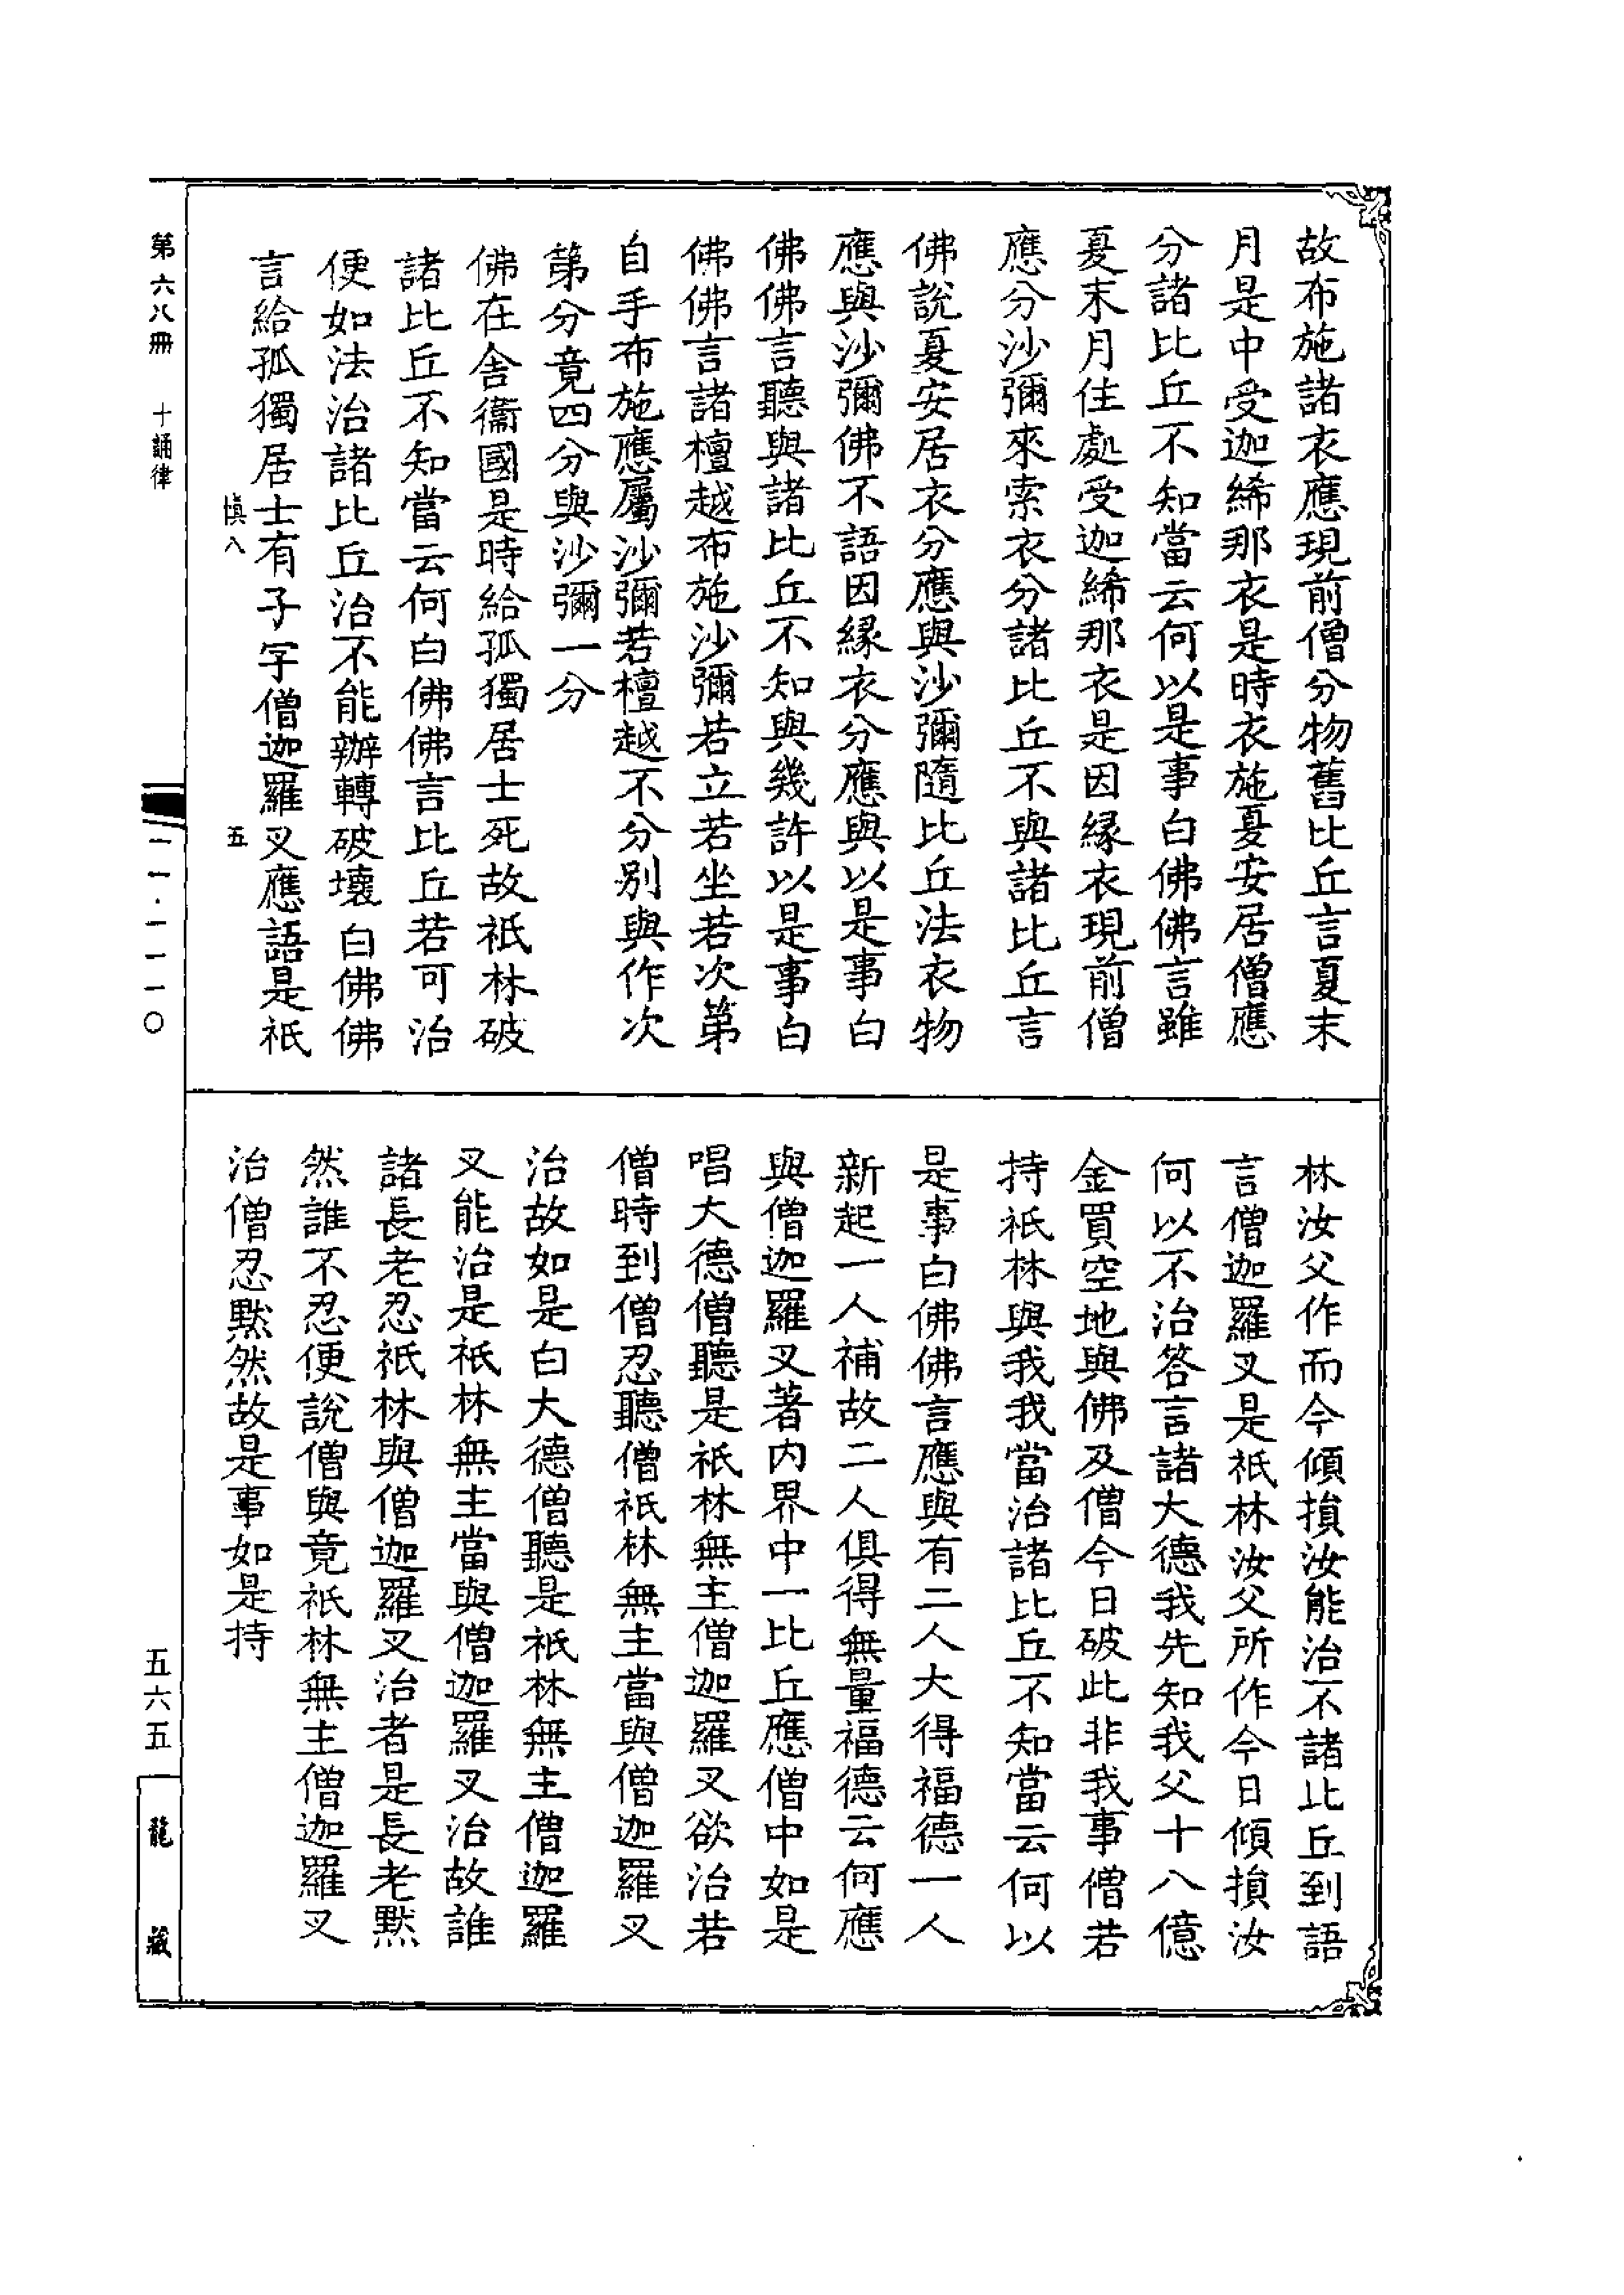 故布施諸衣應現前僧分物舊比丘言夏末
月是中受迦絺那衣是時衣施夏安居僧應
分諸比丘不知當云何以是事白佛佛言雖
夏末月住處受迦絺那衣是因緣衣現前僧
應分沙彌來索衣分諸比丘不與諸比丘言
佛說夏安居衣分應與沙彌隨比丘法衣物
應與沙彌佛不語因緣衣分應與以是事白
佛佛言聽與諸比丘不知與幾許以是事白
佛佛言諸檀越布施沙彌若立若坐若次第
自手布施應屬沙彌若檀越不分別與作次
第分竟四分與沙彌一分
佛在舍衞國是時給孤獨居士死故祇林破
諸比丘不知當云何白佛佛言比丘若可治
便如法治諸比丘治不能辦轉破壞白佛佛
言給孤獨居士有子字僧迦羅叉應語是祇
慎八 五
林汝父作而今傾損汝能治不諸比丘到語
言僧迦羅叉是祇林汝父所作今日傾損汝
何以不治答言諸大德我先知我父十八億
金買空地與佛及僧今日破此非我事僧若
持祇林與我我當治諸比丘不知當云何以
是事白佛佛言應與有二人大得福德一人
新起一人補故二人俱得無量福德云何應
與僧迦羅叉著內界中一比丘應僧中如是
唱大德僧聽是祇林無主僧迦羅叉欲治若
僧時到僧忍聽僧祇林無主當與僧迦羅叉
治故如是白大德僧聽是祇林無主僧迦羅
叉能治是祇林無主當與僧迦羅叉治故誰
諸長老忍祇林與僧迦羅叉治者是長老默
然誰不忍便說僧與竟祇林無主僧迦羅叉
治僧忍默然故是事如是持
第六八冊 十誦律
一一·一一一〇
五六五
龍藏